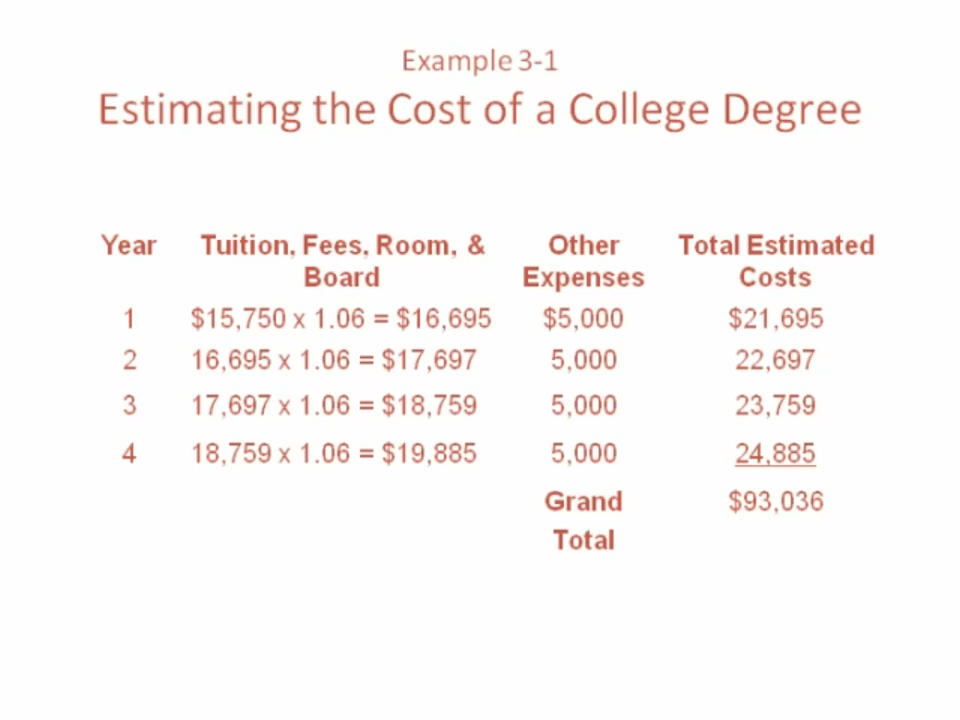 Example 3-1
Estimating the Cost of a College Degree
Year Tuition, Fees, Room, & Board Other Expenses Total Estimated Costs
1 $15,750 x 1.06 = $16,695 $5,000 $21,695
2 16,695 x 1.06 = $17,697 5,000 22,697
3 17,697 x 1.06 = $18,759 5,000 23,759
4 18,759 x 1.06 = $19,885 5,000 24,885
Grand Total $93,036